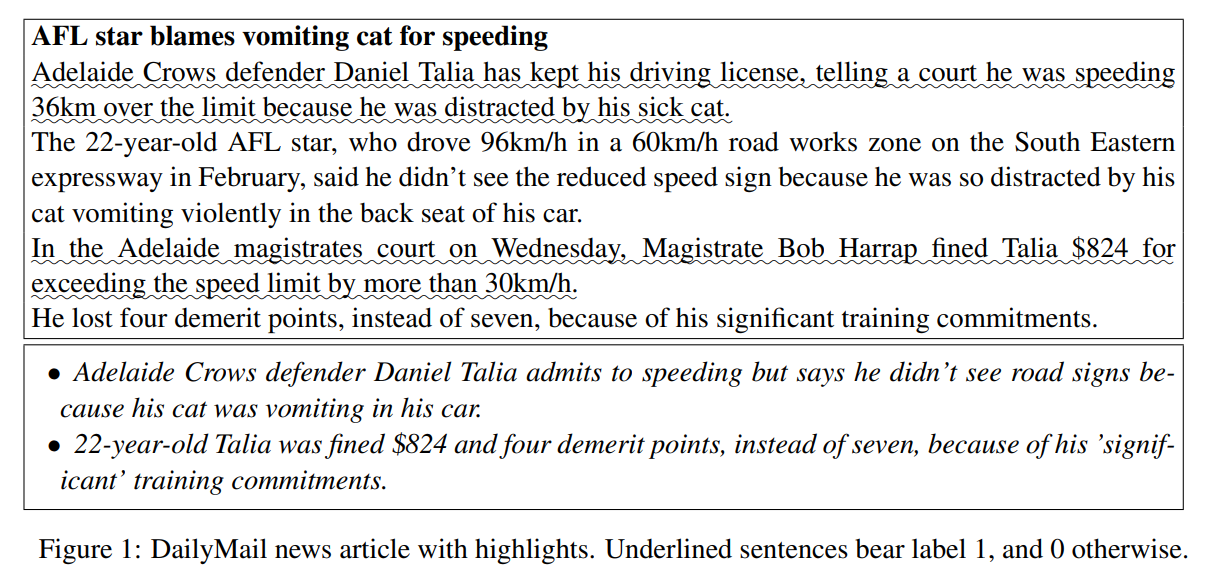 AFL star blames vomiting cat for speeding
Adelaide Crows defender Daniel Talia has kept his driving license, telling a court he was speeding
36km over the limit because he was distracted by his sick cat.
The 22-year-old AFL star, who drove 96km/h in a 60km/h road works zone on the South Eastern
expressway in February, said he didn't see the reduced speed sign because he was so distracted by his
cat vomiting violently in the back seat of his car.
In the Adelaide magistrates court on Wednesday, Magistrate Bob Harrap fined Talia $824 for
exceeding the speed limit by more than 30km/h.
He lost four demerit points, instead of seven, because of his significant training commitments.
• Adelaide Crows defender Daniel Talia admits to speeding but says he didn't see road signs be-
cause his cat was vomiting in his car.
• 22-year-old Talia was fined $824 and four demerit points, instead of seven, because of his 'signif-
icant' training commitments.
Figure 1: DailyMail news article with highlights. Underlined sentences bear label 1, and 0 otherwise.